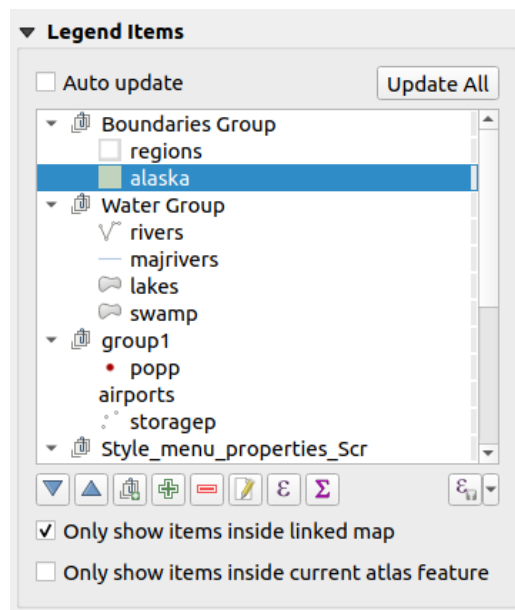 Legend Items
Auto update
Update All
Boundaries Group
regions
alaska
Water Group
rivers
majrivers
lakes
swamp
group1
popp
airports
storagep
Style_menu_properties_Scr
ε Σ ε
Only show items inside linked map
Only show items inside current atlas feature